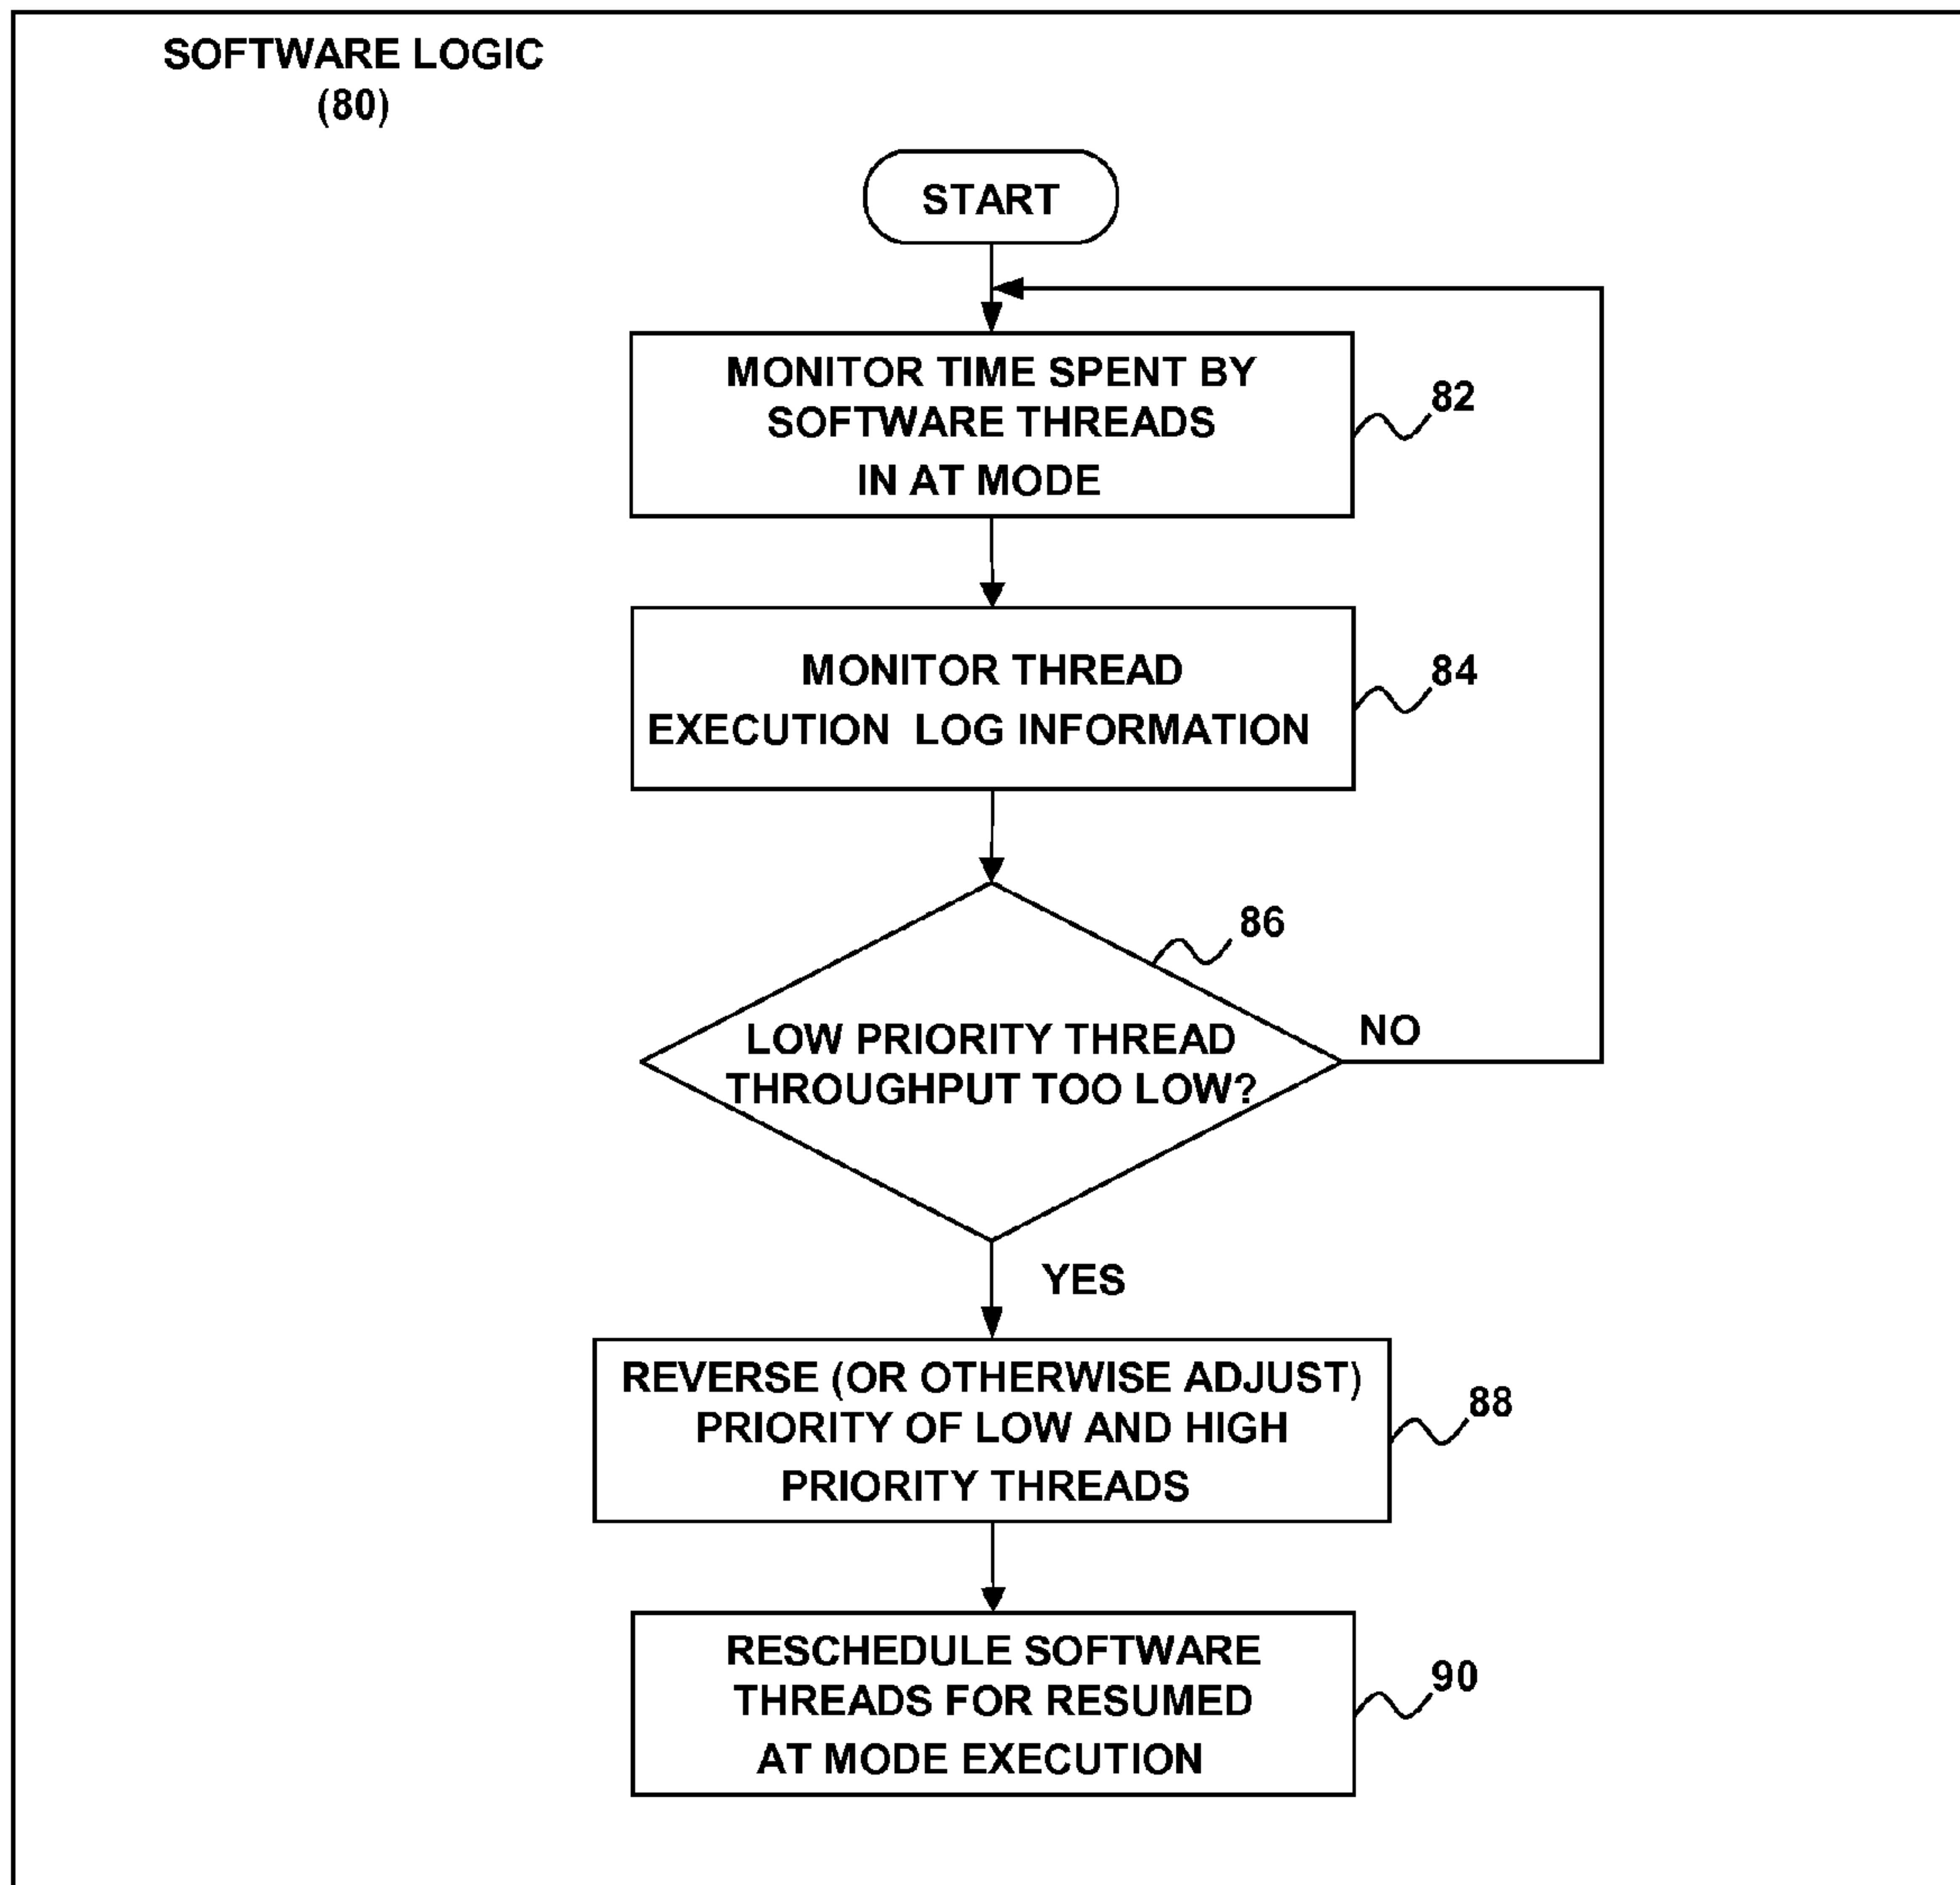 SOFTWARE LOGIC
(80)
START
MONITOR TIME SPENT BY
SOFTWARE THREADS
IN AT MODE
82
MONITOR THREAD
EXECUTION LOG INFORMATION
84
86
LOW PRIORITY THREAD
THROUGHPUT TOO LOW?
NO
YES
REVERSE (OR OTHERWISE ADJUST)
PRIORITY OF LOW AND HIGH
PRIORITY THREADS
88
RESCHEDULE SOFTWARE
THREADS FOR RESUMED
AT MODE EXECUTION
90